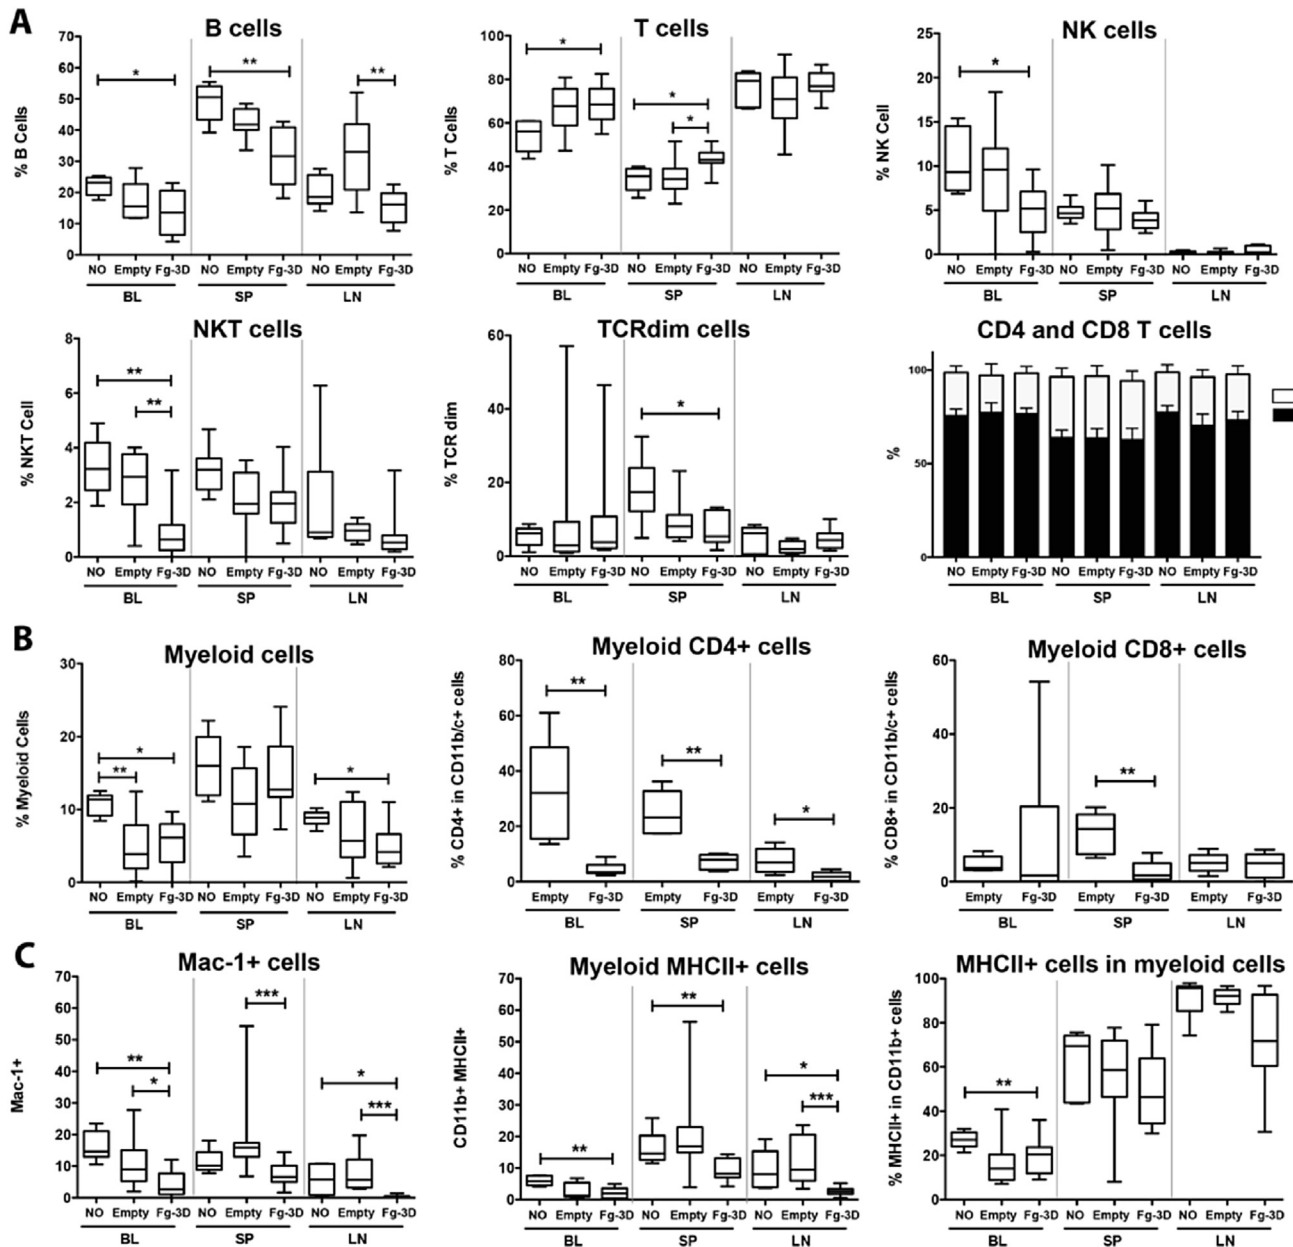 A
B cells
% B Cells
70
60
50
40
30
20
10
0
* ** **
NO Empty Fg-3D NO Empty Fg-3D NO Empty Fg-3D
BL SP LN
T cells
% T Cells
100
80
60
40
20
0
* * *
NO Empty Fg-3D NO Empty Fg-3D NO Empty Fg-3D
BL SP LN
NK cells
% NK Cell
25
20
15
10
5
0
*
NO Empty Fg-3D NO Empty Fg-3D NO Empty Fg-3D
BL SP LN
NKT cells
% NKT Cell
8
6
4
2
0
** **
NO Empty Fg-3D NO Empty Fg-3D NO Empty Fg-3D
BL SP LN
TCRdim cells
% TCR dim
60
40
20
0
*
NO Empty Fg-3D NO Empty Fg-3D NO Empty Fg-3D
BL SP LN
CD4 and CD8 T cells
%
100
50
0
NO Empty Fg-3D NO Empty Fg-3D NO Empty Fg-3D
BL SP LN
B
Myeloid cells
% Myeloid Cells
30
20
10
0
* ** *
NO Empty Fg-3D NO Empty Fg-3D NO Empty Fg-3D
BL SP LN
Myeloid CD4+ cells
% CD4+ in CD11b/c+ cells
80
60
40
20
0
** ** *
Empty Fg-3D Empty Fg-3D Empty Fg-3D
BL SP LN
Myeloid CD8+ cells
% CD8+ in CD11b/c+ cells
60
40
20
0
**
Empty Fg-3D Empty Fg-3D Empty Fg-3D
BL SP LN
C
Mac-1+ cells
Mac-1+
70
60
50
40
30
20
10
0
** * *** * ***
NO Empty Fg-3D NO Empty Fg-3D NO Empty Fg-3D
BL SP LN
Myeloid MHCII+ cells
CD11b+ MHCII+
70
60
50
40
30
20
10
0
** ** * ***
NO Empty Fg-3D NO Empty Fg-3D NO Empty Fg-3D
BL SP LN
MHCII+ cells in myeloid cells
% MHCII+ in CD11b+ cells
100
80
60
40
20
0
**
NO Empty Fg-3D NO Empty Fg-3D NO Empty Fg-3D
BL SP LN